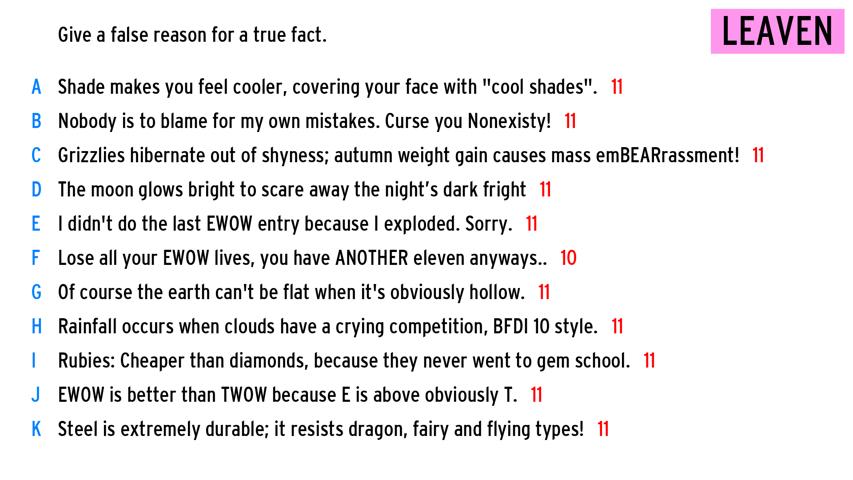 Give a false reason for a true fact.
LEAVEN
A Shade makes you feel cooler, covering your face with "cool shades". 11
B Nobody is to blame for my own mistakes. Curse you Nonexisty! 11
C Grizzlies hibernate out of shyness; autumn weight gain causes mass emBEARrassment! 11
D The moon glows bright to scare away the night’s dark fright 11
E I didn't do the last EWOW entry because I exploded. Sorry. 11
F Lose all your EWOW lives, you have ANOTHER eleven anyways.. 10
G Of course the earth can't be flat when it's obviously hollow. 11
H Rainfall occurs when clouds have a crying competition, BFDI 10 style. 11
I Rubies: Cheaper than diamonds, because they never went to gem school. 11
J EWOW is better than TWOW because E is above obviously T. 11
K Steel is extremely durable; it resists dragon, fairy and flying types! 11